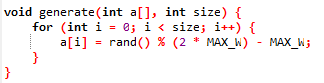 void generate(int a[], int size) {
    for (int i = 0; i < size; i++) {
        a[i] = rand() % (2 * MAX_W) - MAX_W;
    }
}